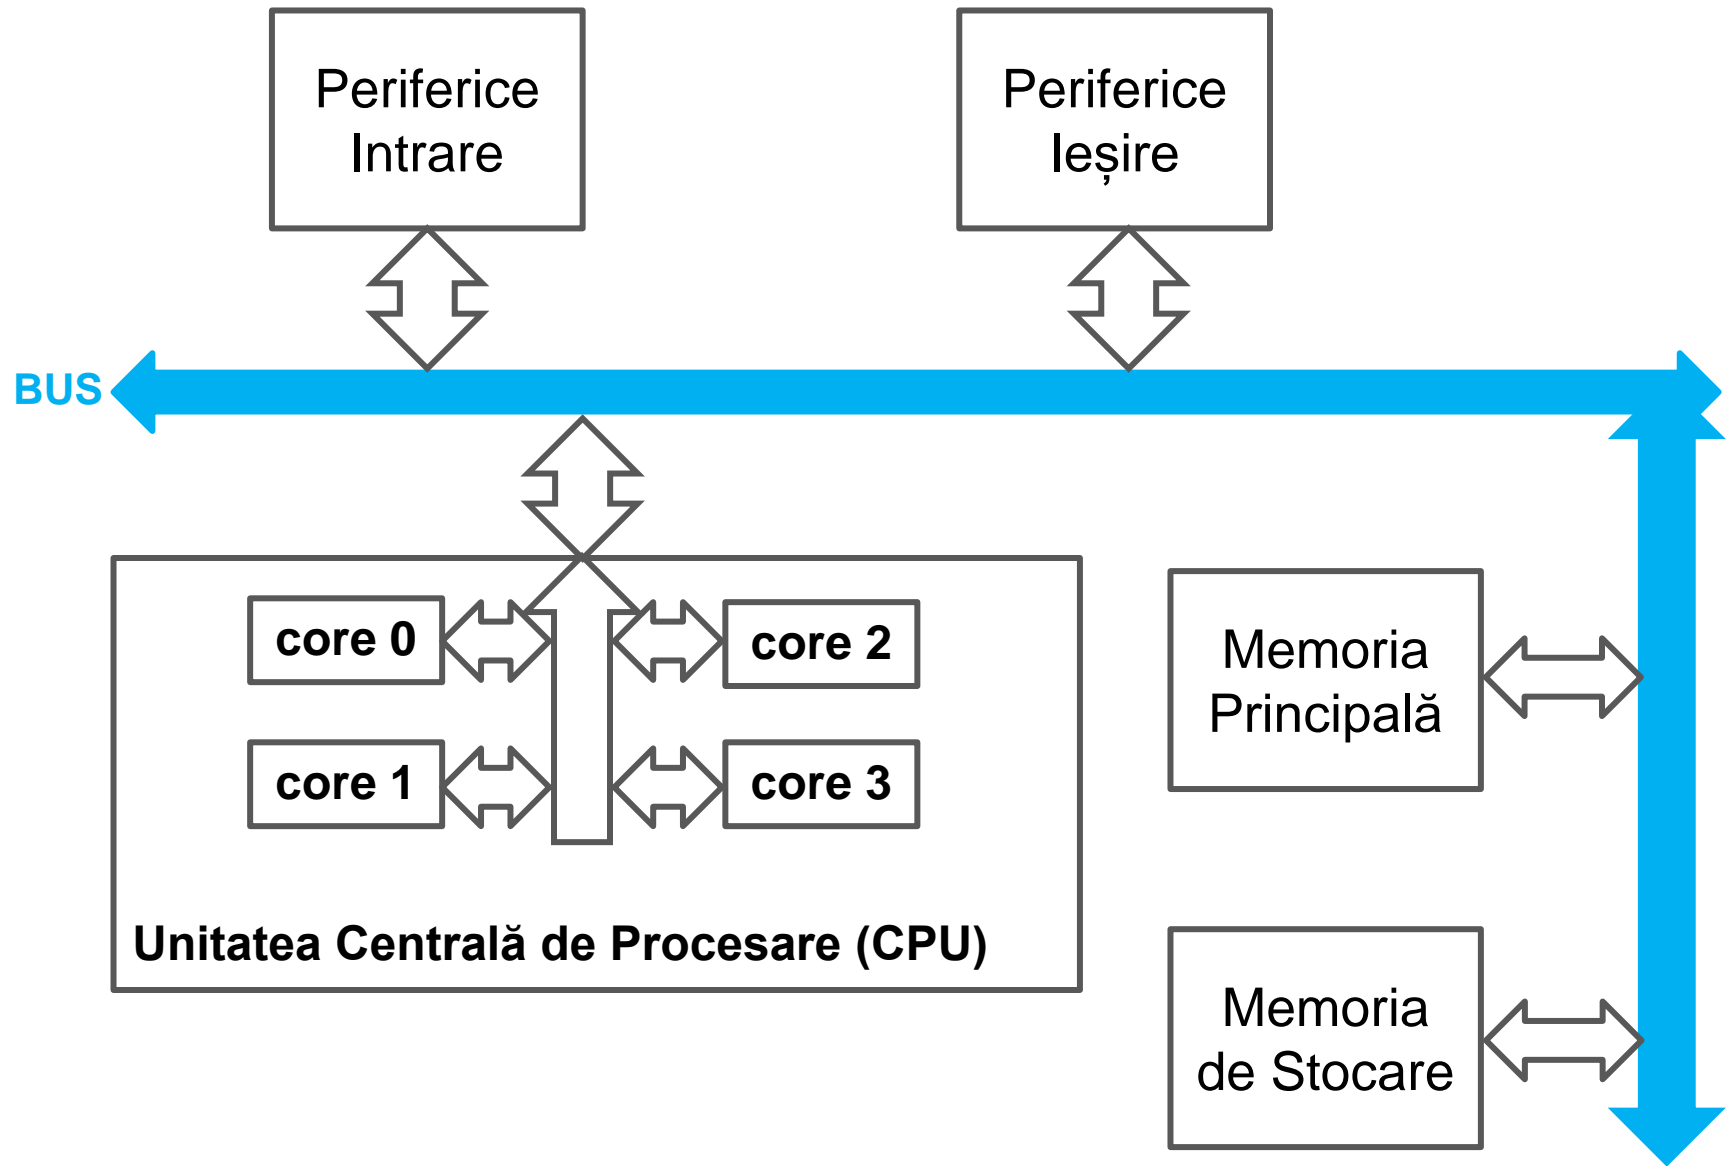 Periferice
Intrare
Periferice
Ieșire
BUS
core 0
core 2
core 1
core 3
Unitatea Centrală de Procesare (CPU)
Memoria
Principală
Memoria
de Stocare